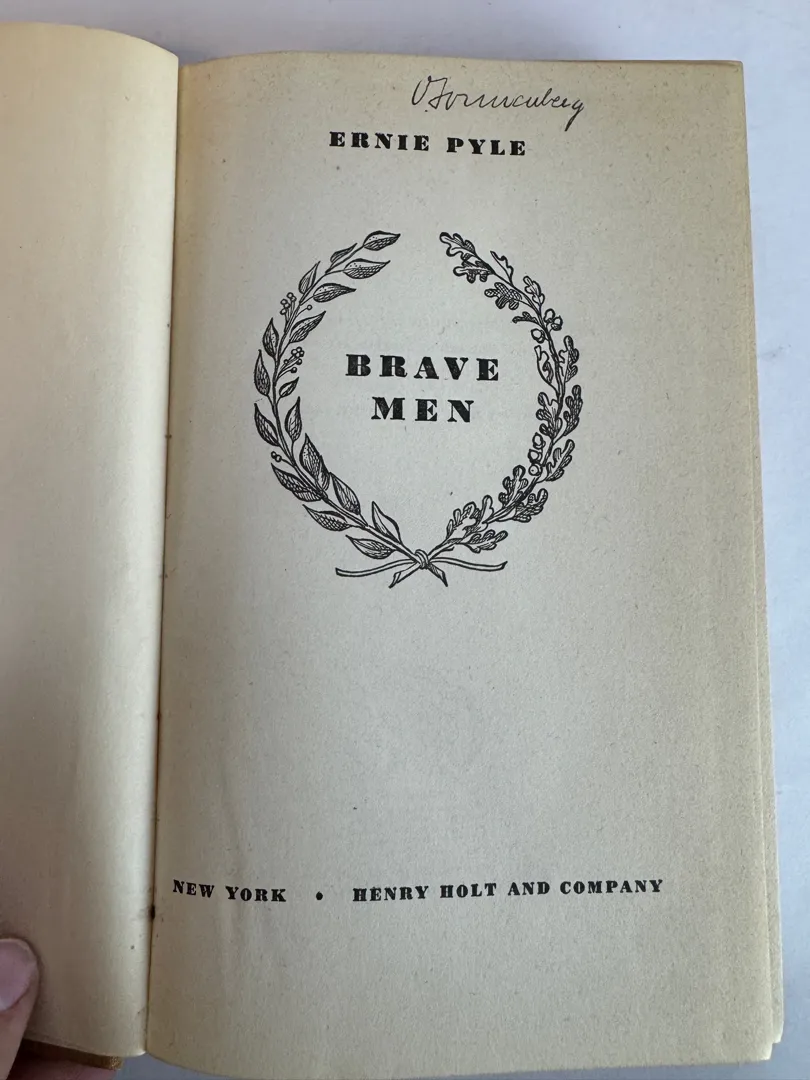 ERNIE PYLE
BRAVE
MEN
NEW YORK • HENRY HOLT AND COMPANY